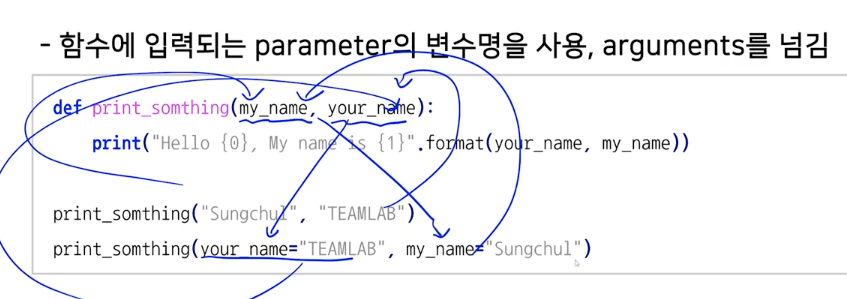 - 함수에 입력되는 parameter의 변수명을 사용, arguments를 넘김
def print_somthing(my_name, your_name):
print("Hello {0}, My name is {1}".format(your_name, my_name))
print_somthing("Sungchul", "TEAMLAB")
print_somthing(your_name="TEAMLAB", my_name="Sungchul")